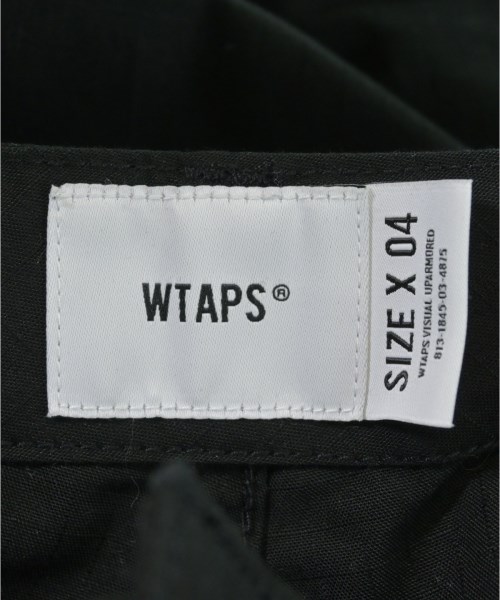 WTAPS®
SIZE X 04
WTAPS VISUAL UPARMORED
813-1845-03-4875